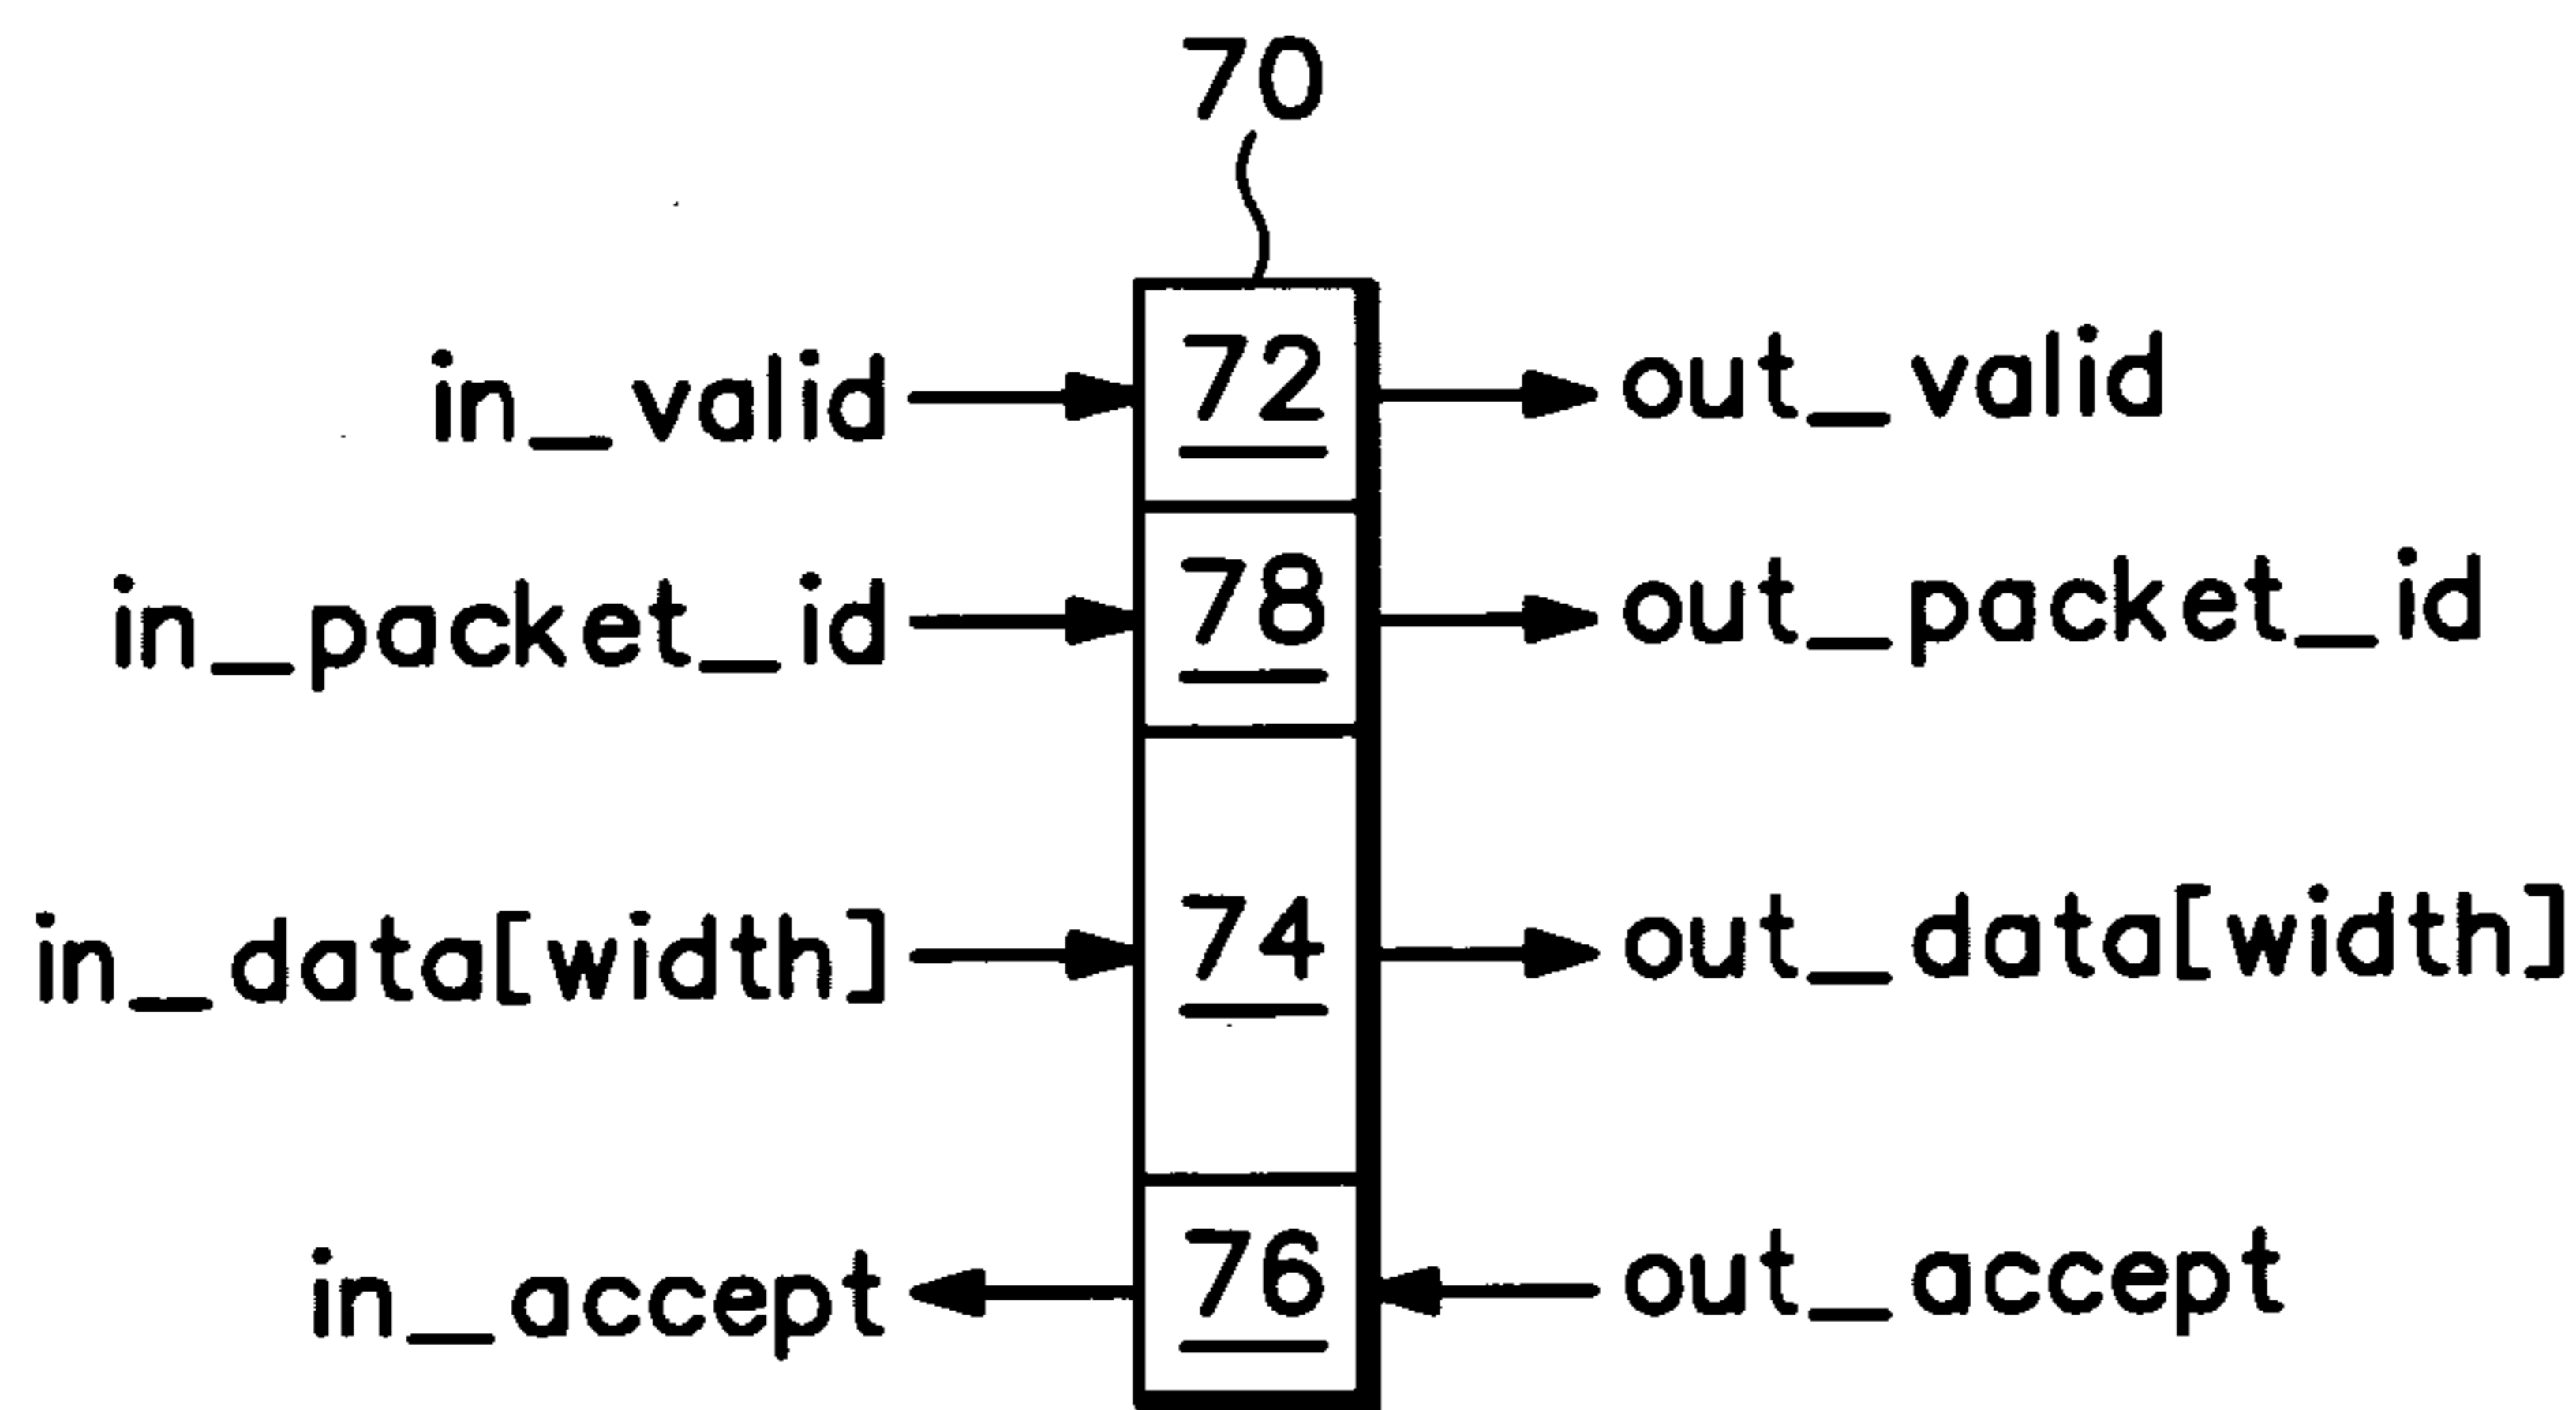 70
in_valid 72 out_valid
in_packet_id 78 out_packet_id
in_data[width] 74 out_data[width]
in_accept 76 out_accept